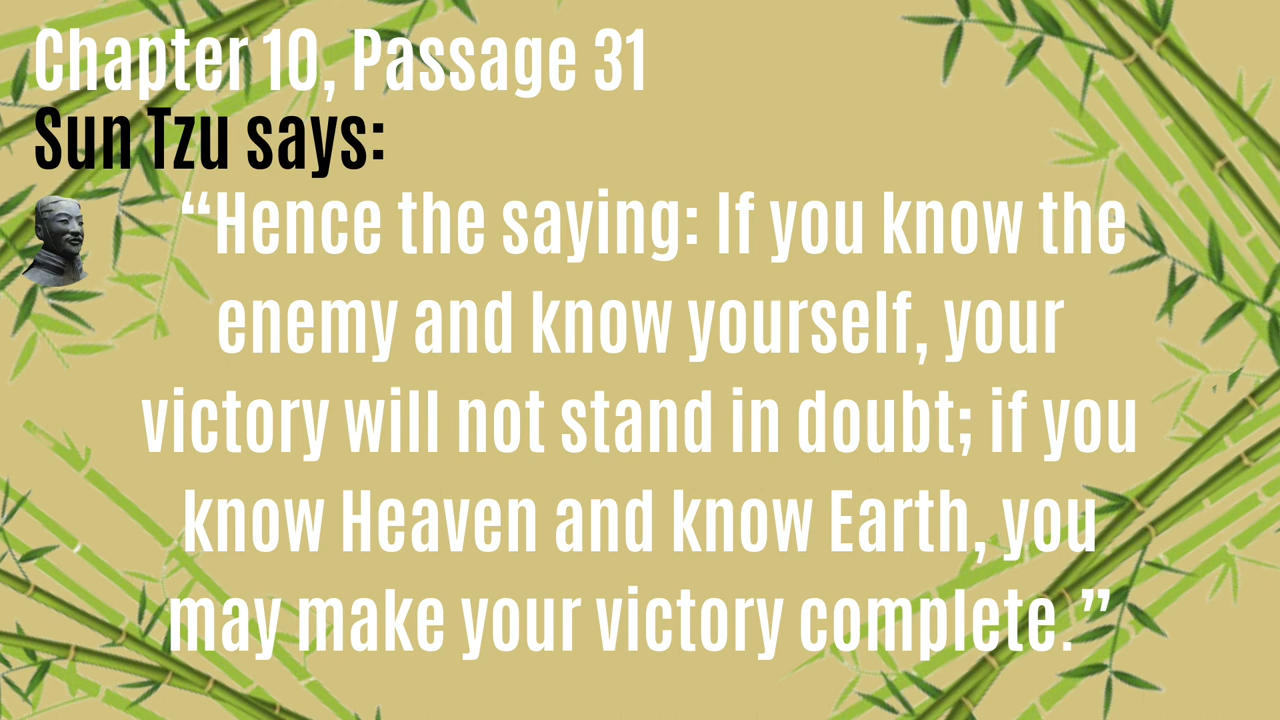 Chapter 10, Passage 31
Sun Tzu says:
“Hence the saying: If you know the
enemy and know yourself, your
victory will not stand in doubt; if you
know Heaven and know Earth, you
may make your victory complete.”